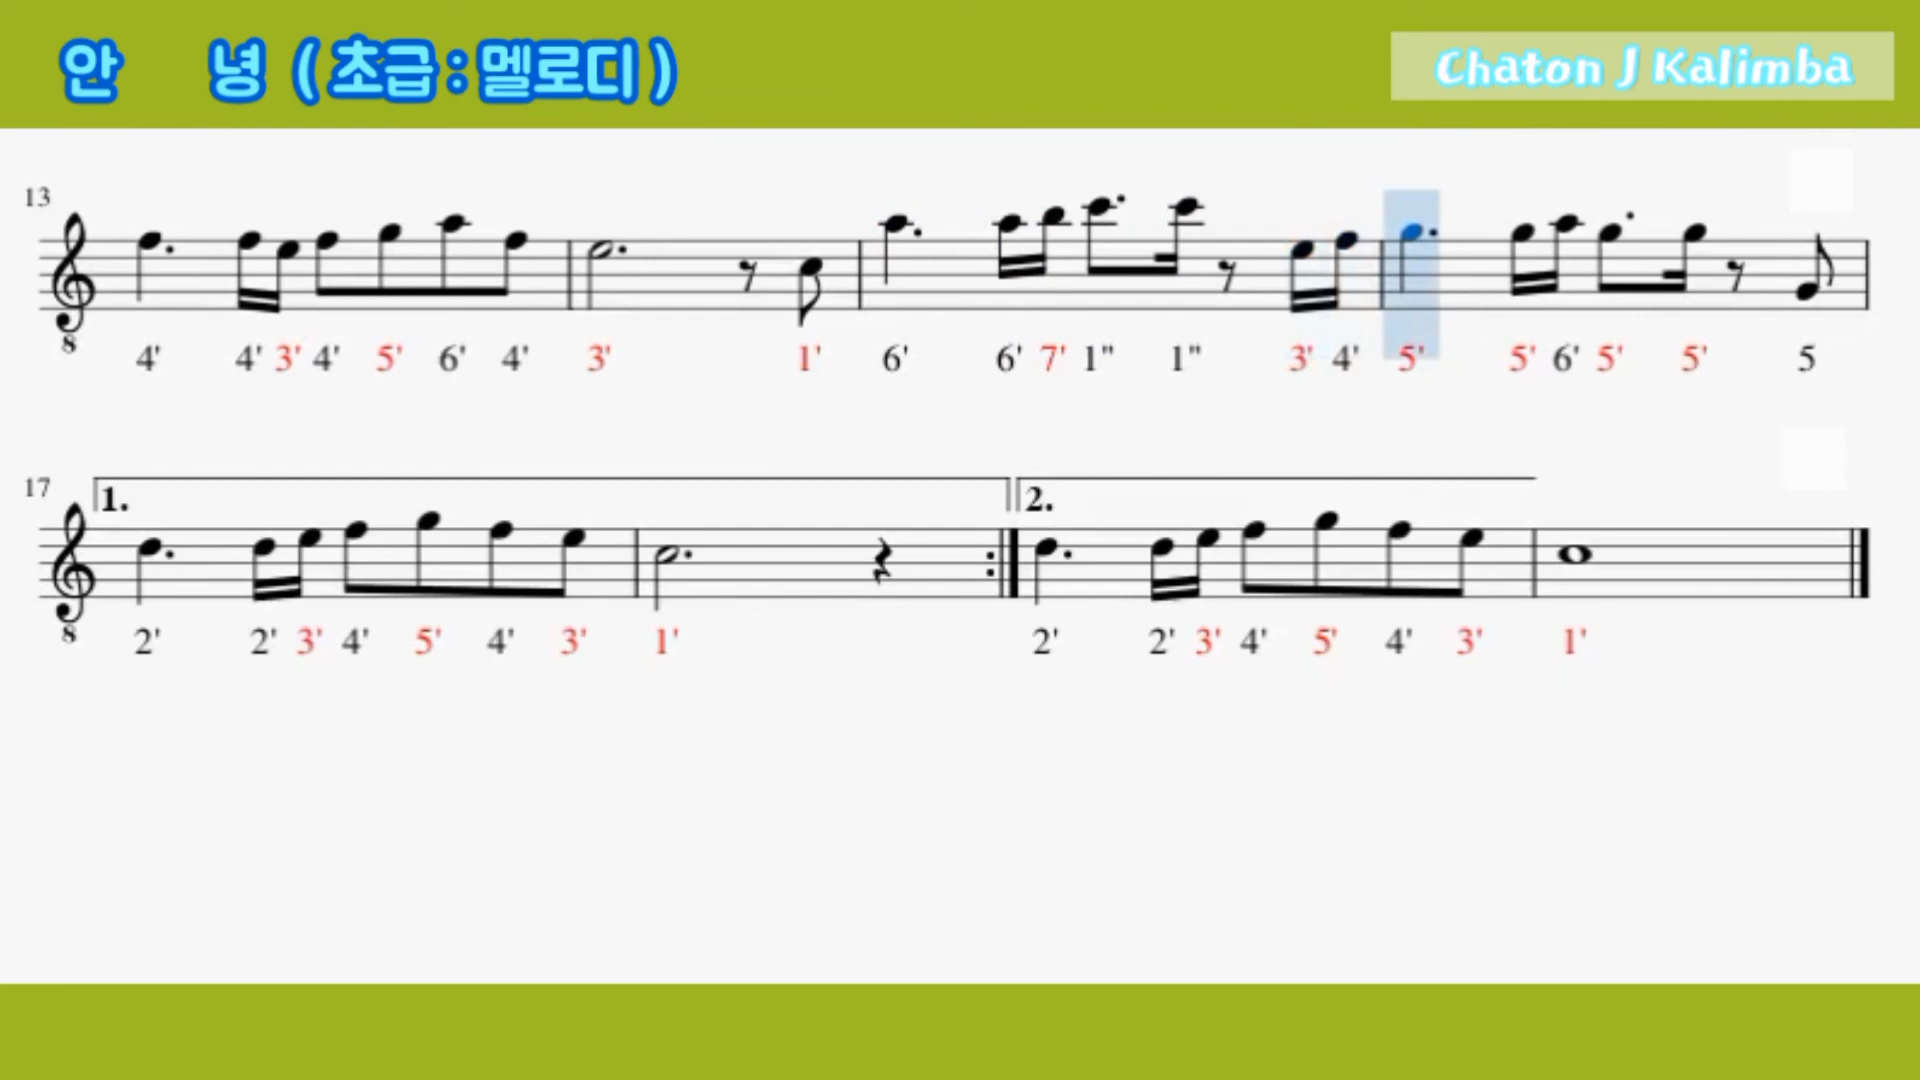 안 녕 (초급:멜로디)
Chaton J Kalimba
13
8
4' 4' 3' 4' 5' 6' 4' 3' 1' 6' 6' 7' 1" 1" 3' 4' 5' 5' 6' 5' 5' 5
17
1. 2.
8
2' 2' 3' 4' 5' 4' 3' 1' 2' 2' 3' 4' 5' 4' 3' 1'